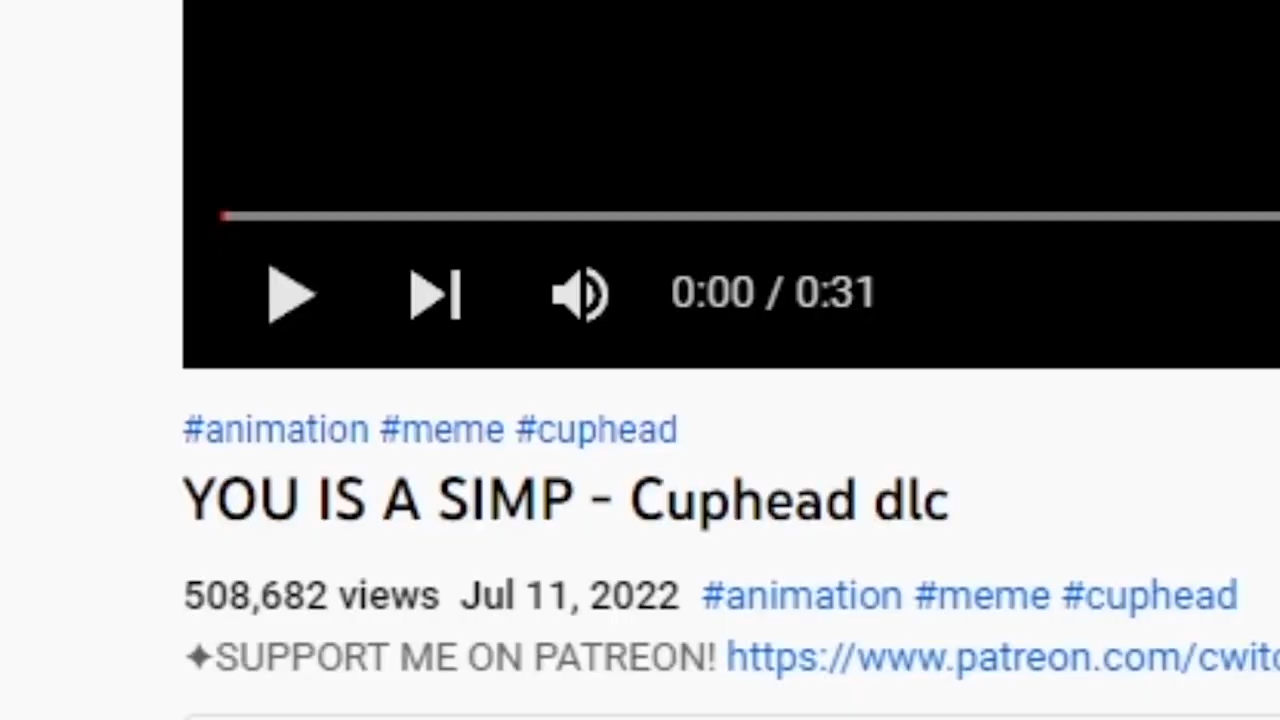 0:00 / 0:31
#animation #meme #cuphead
YOU IS A SIMP - Cuphead dlc
508,682 views Jul 11, 2022 #animation #meme #cuphead
✦SUPPORT ME ON PATREON! https://www.patreon.com/cwitc